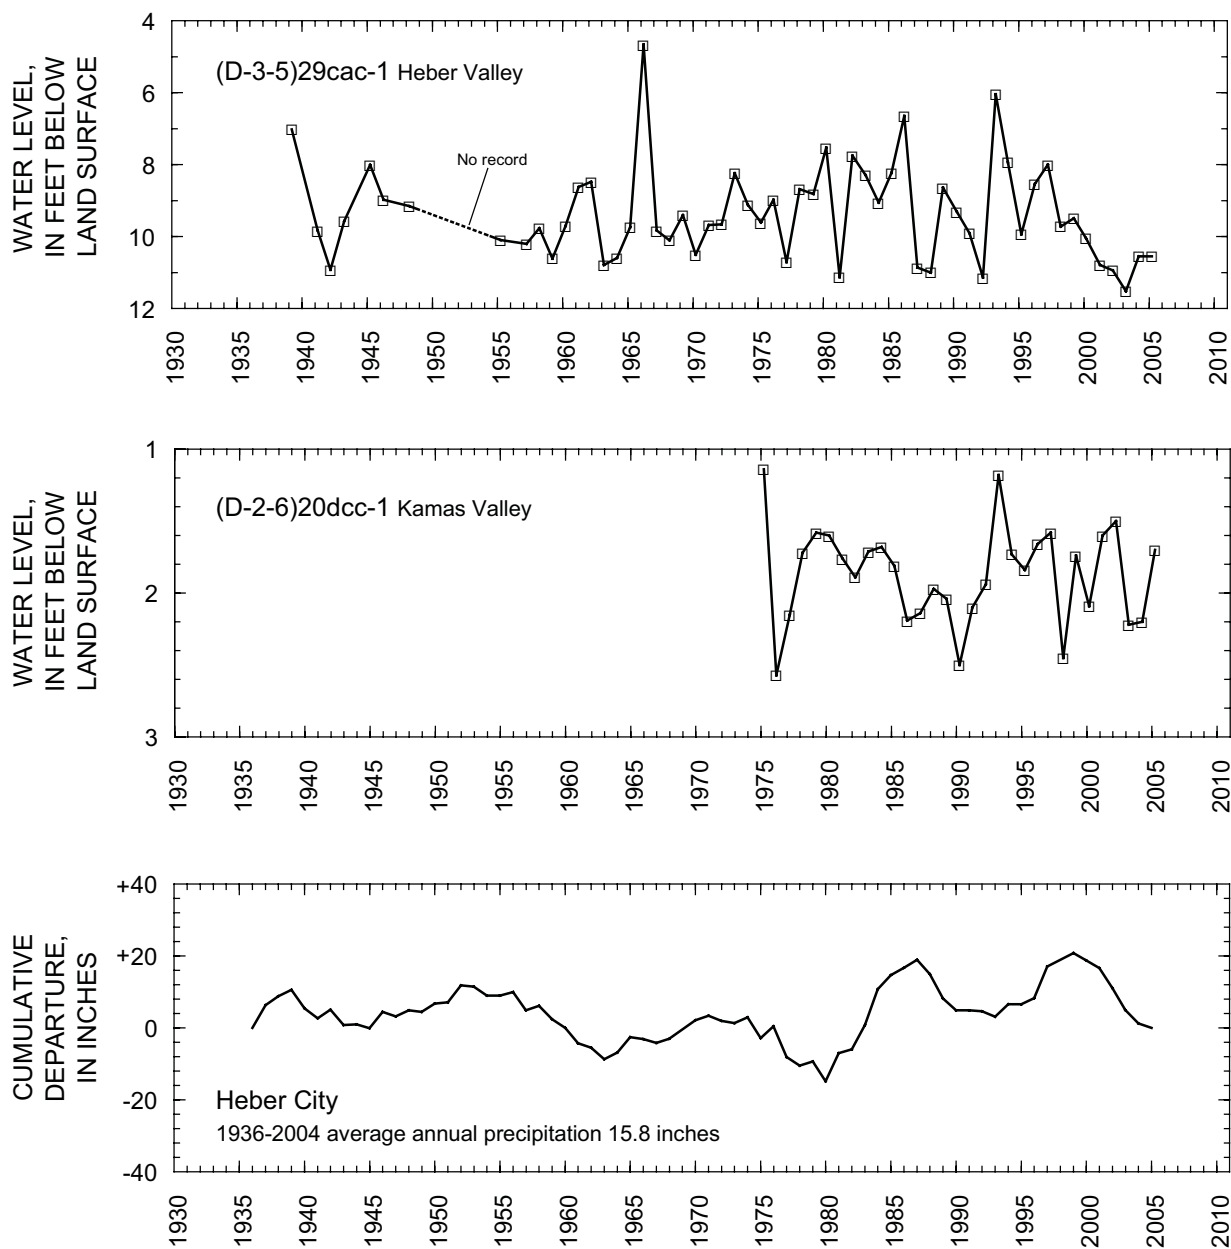 WATER LEVEL,
IN FEET BELOW
LAND SURFACE
4
6
8
10
12
(D-3-5)29cac-1 Heber Valley
No record
1930 1935 1940 1945 1950 1955 1960 1965 1970 1975 1980 1985 1990 1995 2000 2005 2010
WATER LEVEL,
IN FEET BELOW
LAND SURFACE
1
2
3
(D-2-6)20dcc-1 Kamas Valley
1930 1935 1940 1945 1950 1955 1960 1965 1970 1975 1980 1985 1990 1995 2000 2005 2010
CUMULATIVE
DEPARTURE,
IN INCHES
+40
+20
0
-20
-40
Heber City
1936-2004 average annual precipitation 15.8 inches
1930 1935 1940 1945 1950 1955 1960 1965 1970 1975 1980 1985 1990 1995 2000 2005 2010